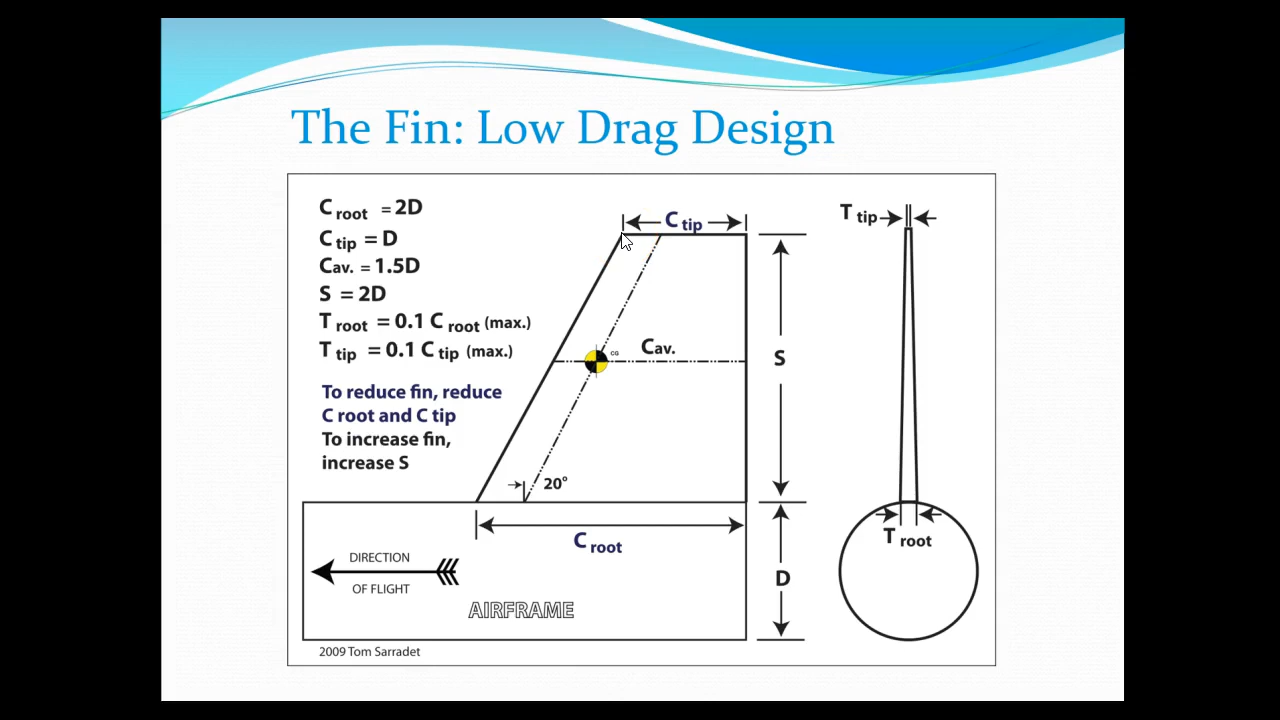 The Fin: Low Drag Design
C root = 2D
C tip = D
Cav. = 1.5D
S = 2D
T root = 0.1 C root (max.)
T tip = 0.1 C tip (max.)
To reduce fin, reduce
C root and C tip
To increase fin,
increase S
C tip
T tip
CG
Cav.
S
20°
C root
T root
D
DIRECTION
OF FLIGHT
AIRFRAME
2009 Tom Sarradet